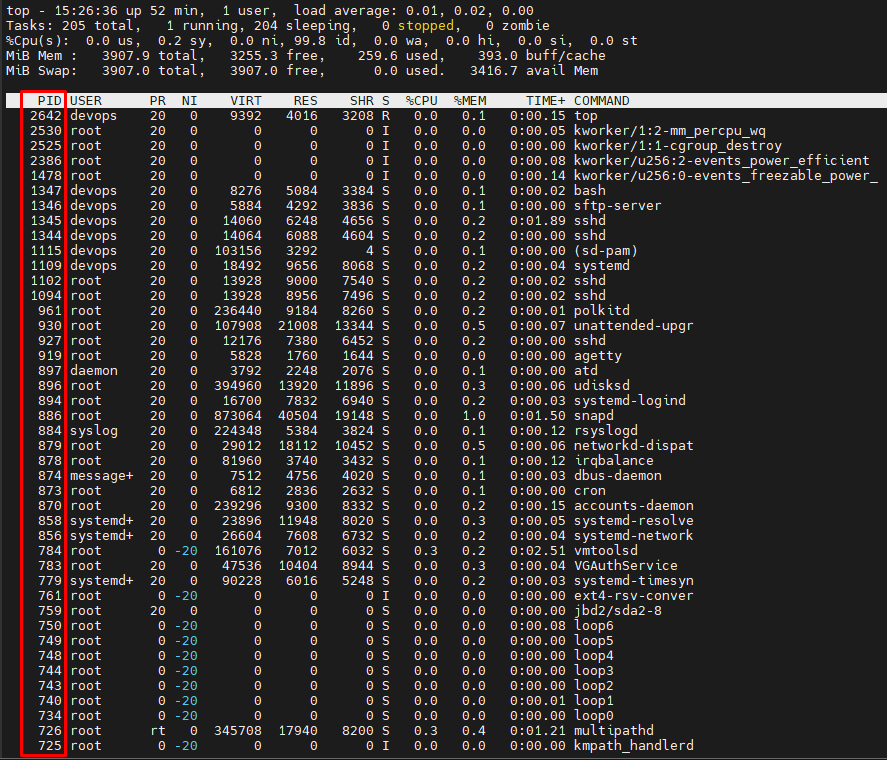 top - 15:26:36 up 52 min,  1 user,  load average: 0.01, 0.02, 0.00
Tasks: 205 total,   1 running, 204 sleeping,   0 stopped,   0 zombie
%Cpu(s):  0.0 us,  0.2 sy,  0.0 ni, 99.8 id,  0.0 wa,  0.0 hi,  0.0 si,  0.0 st
MiB Mem :   3907.9 total,   3255.3 free,    259.6 used,    393.0 buff/cache
MiB Swap:   3907.0 total,   3907.0 free,      0.0 used.   3416.7 avail Mem
PID USER      PR  NI    VIRT    RES    SHR S  %CPU  %MEM     TIME+ COMMAND
2642 devops    20   0    9392   4016   3208 R   0.0   0.1   0:00.15 top
2530 root      20   0       0      0      0 I   0.0   0.0   0:00.05 kworker/1:2-mm_percpu_wq
2525 root      20   0       0      0      0 I   0.0   0.0   0:00.00 kworker/1:1-cgroup_destroy
2386 root      20   0       0      0      0 I   0.0   0.0   0:00.08 kworker/u256:2-events_power_efficient
1478 root      20   0       0      0      0 I   0.0   0.0   0:00.14 kworker/u256:0-events_freezable_power_
1347 devops    20   0    8276   5084   3384 S   0.0   0.1   0:00.02 bash
1346 devops    20   0    5884   4292   3836 S   0.0   0.1   0:00.00 sftp-server
1345 devops    20   0   14060   6248   4656 S   0.0   0.2   0:01.89 sshd
1344 devops    20   0   14064   6088   4604 S   0.0   0.2   0:00.00 sshd
1115 devops    20   0  103156   3292      4 S   0.0   0.1   0:00.00 (sd-pam)
1109 devops    20   0   18492   9656   8068 S   0.0   0.2   0:00.04 systemd
1102 root      20   0   13928   9000   7540 S   0.0   0.2   0:00.02 sshd
1094 root      20   0   13928   8956   7496 S   0.0   0.2   0:00.02 sshd
961 root      20   0  236440   9184   8260 S   0.0   0.2   0:00.01 polkitd
930 root      20   0  107908  21008  13344 S   0.0   0.5   0:00.07 unattended-upgr
927 root      20   0   12176   7380   6452 S   0.0   0.2   0:00.00 sshd
919 root      20   0    5828   1760   1644 S   0.0   0.0   0:00.00 agetty
897 daemon    20   0    3792   2248   2076 S   0.0   0.1   0:00.00 atd
896 root      20   0  394960  13920  11896 S   0.0   0.3   0:00.06 udisksd
894 root      20   0   16700   7832   6940 S   0.0   0.2   0:00.03 systemd-logind
886 root      20   0  873064  40504  19148 S   0.0   1.0   0:01.50 snapd
884 syslog    20   0  224348   5384   3824 S   0.0   0.1   0:00.12 rsyslogd
879 root      20   0   29012  18112  10452 S   0.0   0.5   0:00.06 networkd-dispat
878 root      20   0   81960   3740   3432 S   0.0   0.1   0:00.12 irqbalance
874 message+  20   0    7512   4756   4020 S   0.0   0.1   0:00.03 dbus-daemon
873 root      20   0    6812   2836   2632 S   0.0   0.1   0:00.00 cron
870 root      20   0  239296   9300   8332 S   0.0   0.2   0:00.15 accounts-daemon
858 systemd+  20   0   23896  11948   8020 S   0.0   0.3   0:00.05 systemd-resolve
856 systemd+  20   0   26604   7608   6732 S   0.0   0.2   0:00.04 systemd-network
784 root       0 -20  161076   7012   6032 S   0.3   0.2   0:02.51 vmtoolsd
783 root      20   0   47536  10404   8944 S   0.0   0.3   0:00.04 VGAuthService
779 systemd+  20   0   90228   6016   5248 S   0.0   0.2   0:00.03 systemd-timesyn
761 root       0 -20       0      0      0 I   0.0   0.0   0:00.00 ext4-rsv-conver
759 root      20   0       0      0      0 S   0.0   0.0   0:00.00 jbd2/sda2-8
750 root       0 -20       0      0      0 S   0.0   0.0   0:00.08 loop6
749 root       0 -20       0      0      0 S   0.0   0.0   0:00.00 loop5
748 root       0 -20       0      0      0 S   0.0   0.0   0:00.00 loop4
744 root       0 -20       0      0      0 S   0.0   0.0   0:00.00 loop3
743 root       0 -20       0      0      0 S   0.0   0.0   0:00.00 loop2
740 root       0 -20       0      0      0 S   0.0   0.0   0:00.01 loop1
734 root       0 -20       0      0      0 S   0.0   0.0   0:00.00 loop0
726 root      rt   0  345708  17940   8200 S   0.3   0.4   0:01.21 multipathd
725 root       0 -20       0      0      0 I   0.0   0.0   0:00.00 kmpath_handlerd